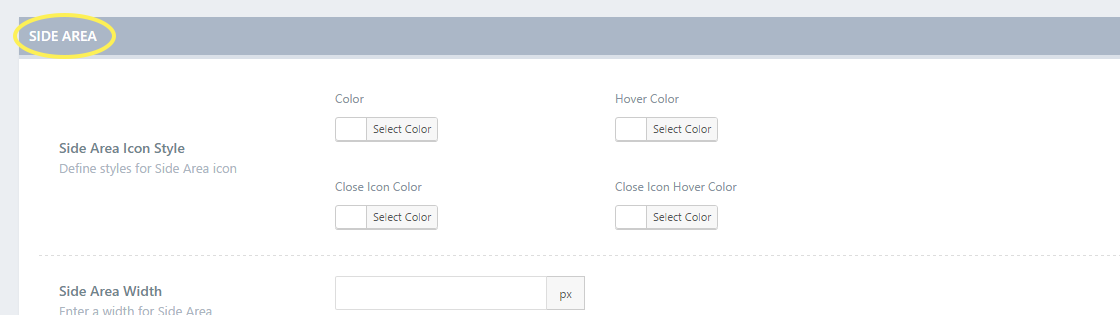 SIDE AREA
Color
Hover Color
Select Color
Select Color
Side Area Icon Style
Define styles for Side Area icon
Close Icon Color
Close Icon Hover Color
Select Color
Select Color
Side Area Width
px
Enter a width for Side Area